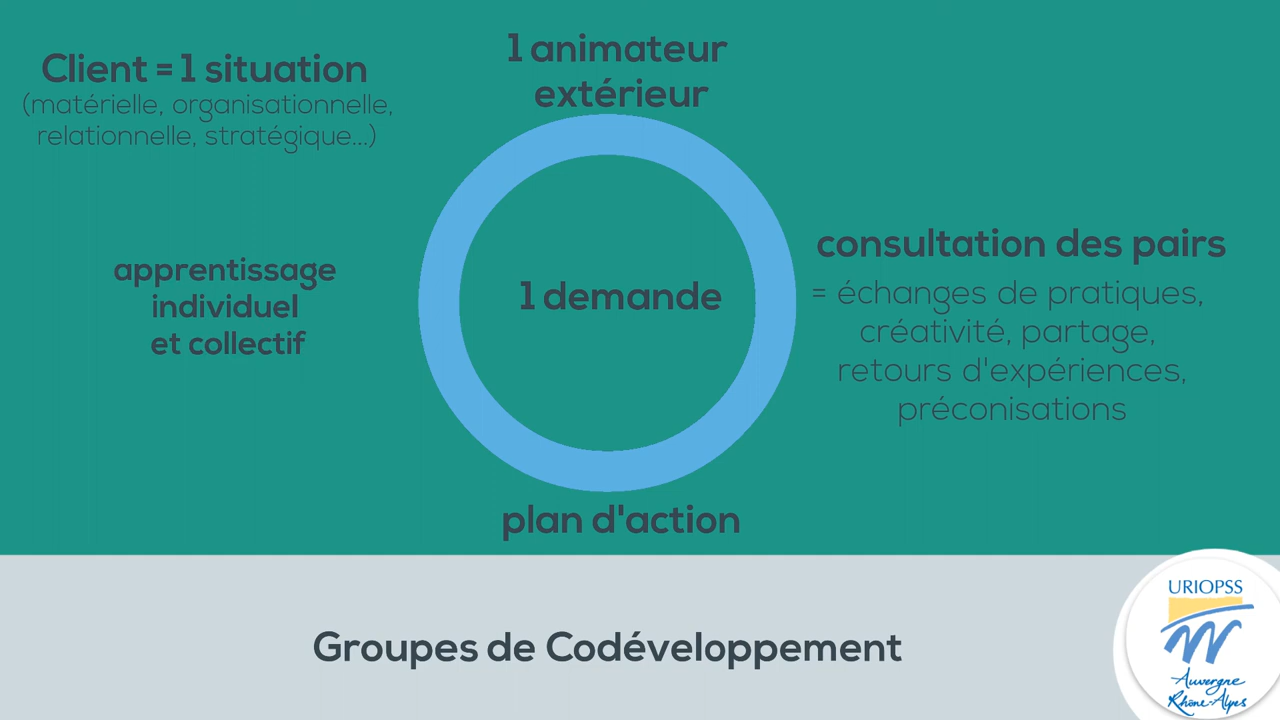 Client = 1 situation
(matérielle, organisationnelle,
relationnelle, stratégique...)
1 animateur
extérieur
apprentissage
individuel
et collectif
1 demande
consultation des pairs
= échanges de pratiques,
créativité, partage,
retours d'expériences,
préconisations
plan d'action
Groupes de Codéveloppement
URIOPSS
Auvergne
Rhône-Alpes